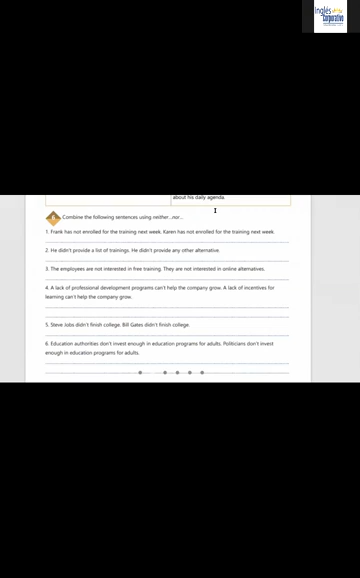 Inglés
corporativo
about his daily agenda.
Combine the following sentences using neither...nor...
1. Frank has not enrolled for the training next week. Karen has not enrolled for the training next week.
2. He didn't provide a list of trainings. He didn't provide any other alternative.
3. The employees are not interested in free training. They are not interested in online alternatives.
4. A lack of professional development programs can't help the company grow. A lack of incentives for
learning can't help the company grow.
5. Steve Jobs didn't finish college. Bill Gates didn't finish college.
6. Education authorities don't invest enough in education programs for adults. Politicians don't invest
enough in education programs for adults.